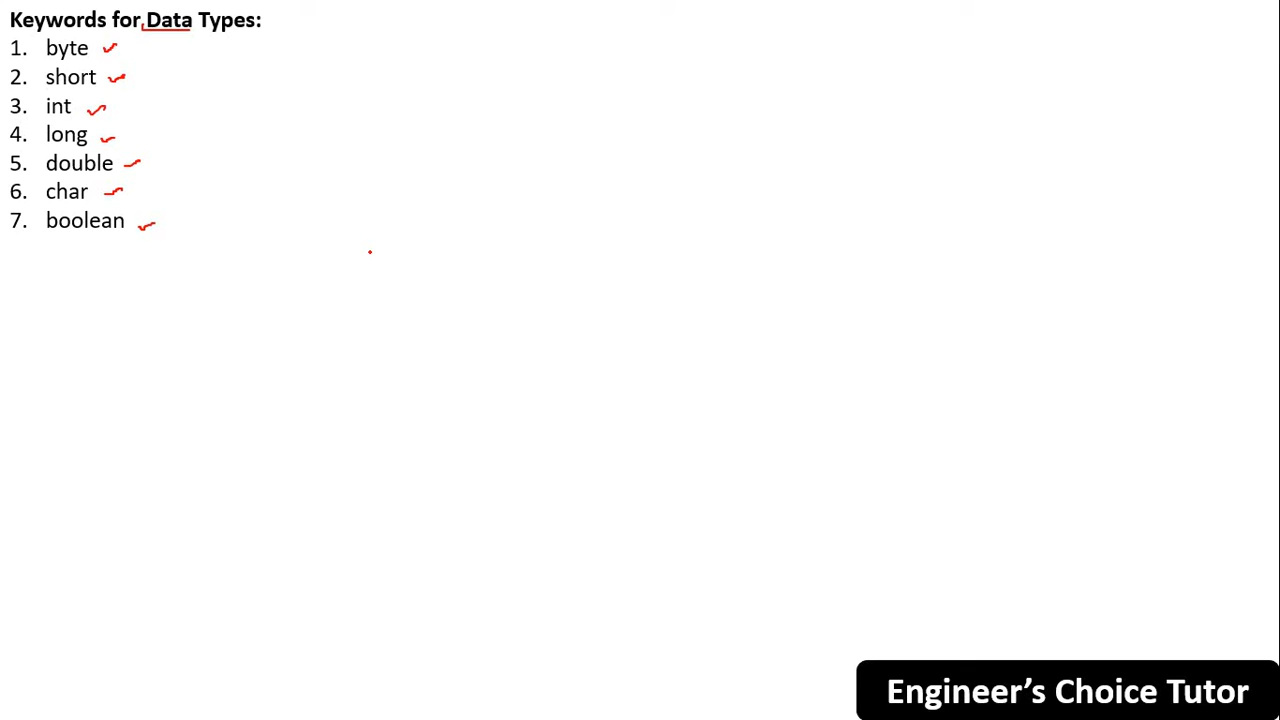 Keywords for Data Types:
1. byte
2. short
3. int
4. long
5. double
6. char
7. boolean
Engineer’s Choice Tutor